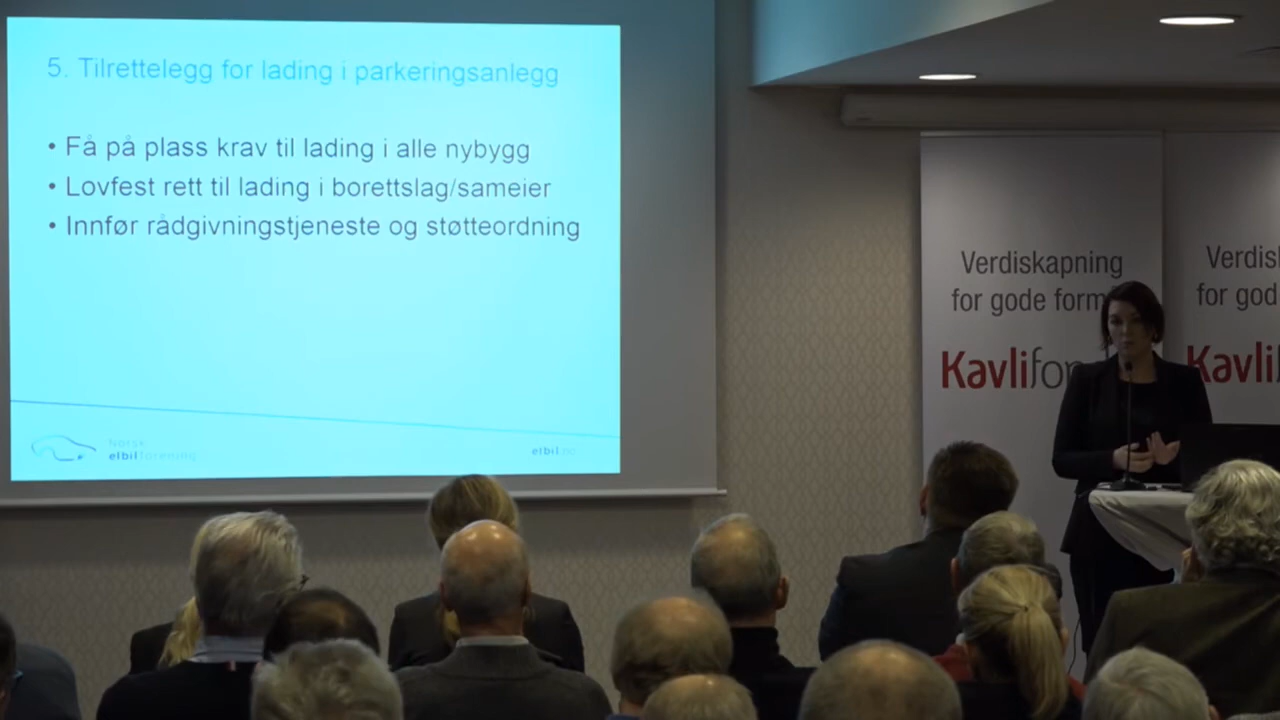 5. Tilrettelegg for lading i parkeringsanlegg
• Få på plass krav til lading i alle nybygg
• Lovfest rett til lading i borettslag/sameier
• Innfør rådgivningstjeneste og støtteordning
Norsk
elbilforening
elbil.no
Verdiskapning
for gode form
Kavlifon
Verdis
for god
Kavli